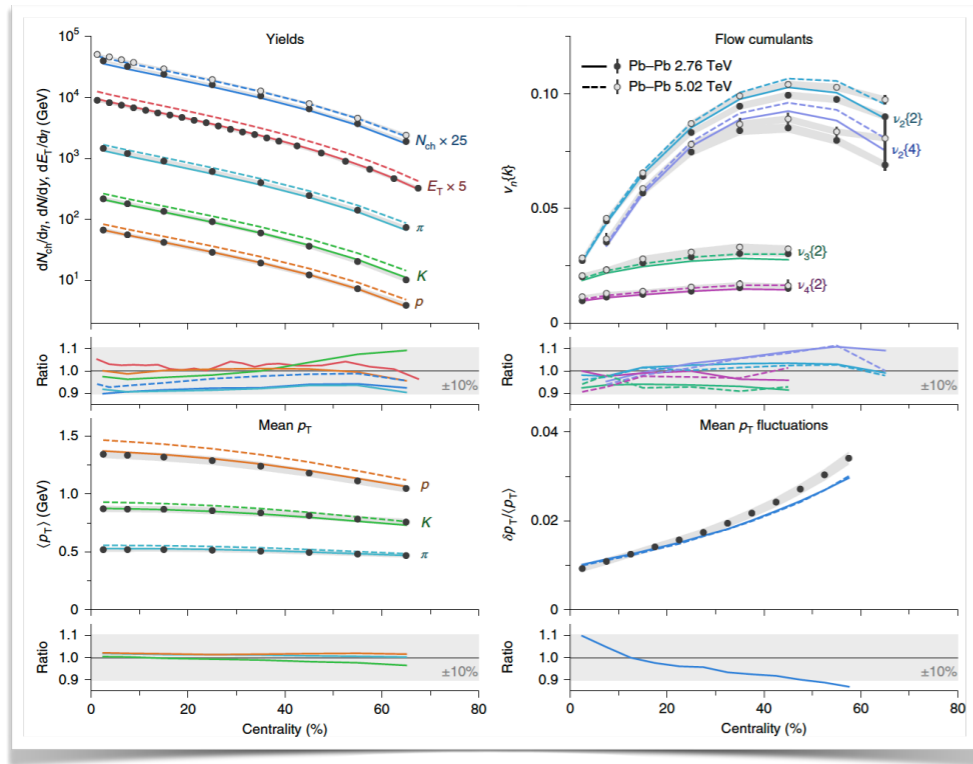 Yields
10⁵
10⁴
10³
10²
10¹
dN_ch/dη, dN/dy, dE_T/dη (GeV)
N_ch × 25
E_T × 5
π
K
p
Ratio
1.1
1.0
0.9
±10%
Flow cumulants
Pb–Pb 2.76 TeV
Pb–Pb 5.02 TeV
0.10
0.05
0
ν_n{k}
ν₂{2}
ν₂{4}
ν₃{2}
ν₄{2}
Ratio
1.1
1.0
0.9
±10%
Mean p_T
1.5
1.0
0.5
0
⟨p_T⟩ (GeV)
p
K
π
Ratio
1.1
1.0
0.9
±10%
0 20 40 60 80
Centrality (%)
Mean p_T fluctuations
0.04
0.02
0
δp_T/⟨p_T⟩
Ratio
1.1
1.0
0.9
±10%
0 20 40 60 80
Centrality (%)